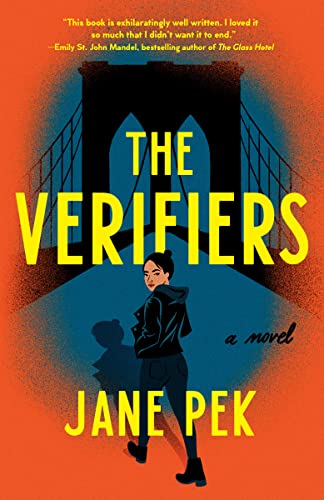 "This book is exhilaratingly well written. I loved it
so much that I didn't want it to end."
—Emily St. John Mandel, bestselling author of The Glass Hotel
THE
VERIFIERS
a novel
JANE PEK